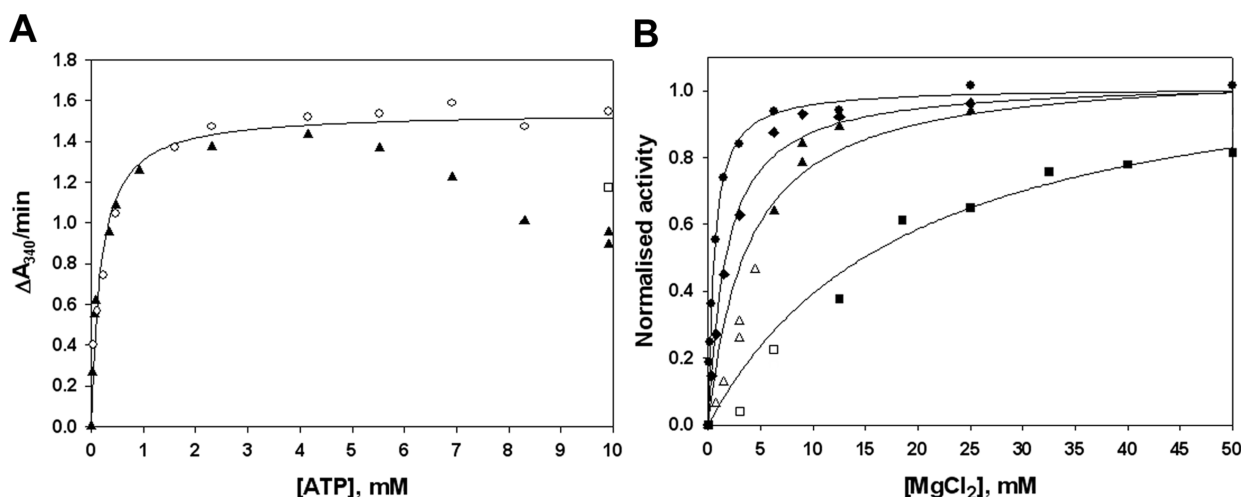 A
ΔA₃₄₀/min
1.8
1.6
1.4
1.2
1.0
0.8
0.6
0.4
0.2
0.0
0 1 2 3 4 5 6 7 8 9 10
[ATP], mM
B
Normalised activity
1.0
0.8
0.6
0.4
0.2
0.0
0 5 10 15 20 25 30 35 40 45 50
[MgCl₂], mM